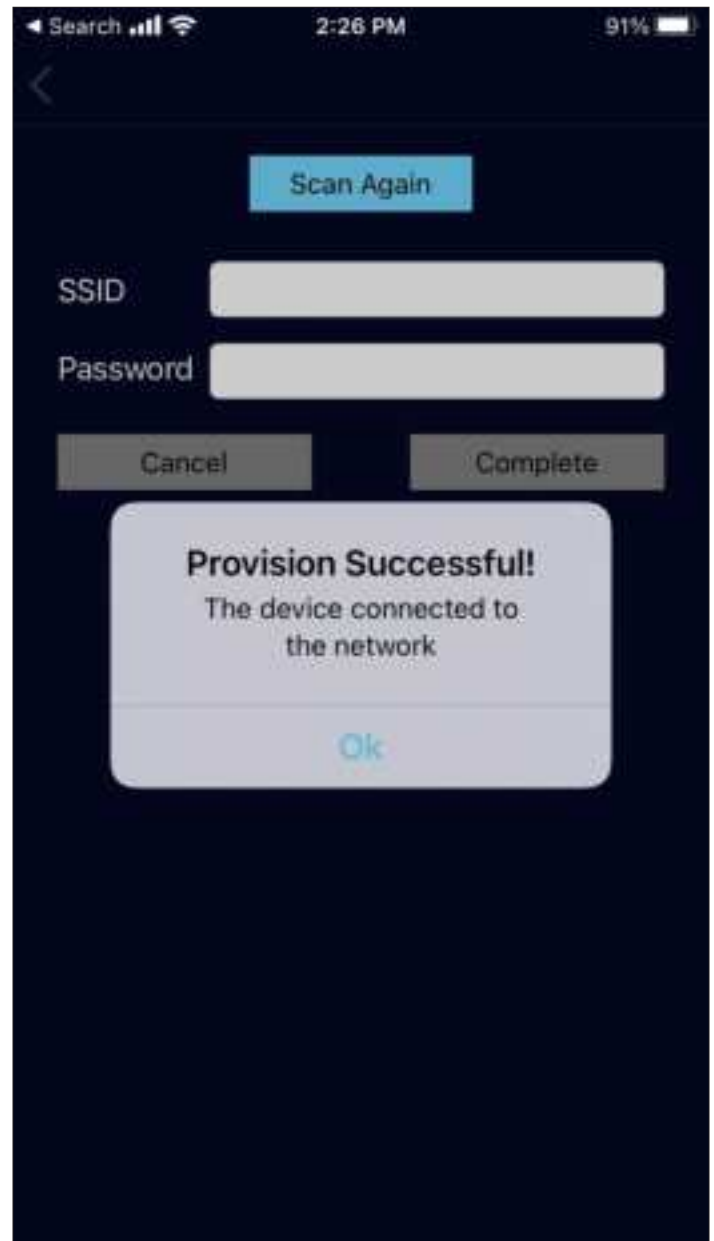 Search 2:26 PM 91%
Scan Again
SSID
Password
Cancel Complete
Provision Successful!
The device connected to
the network
Ok